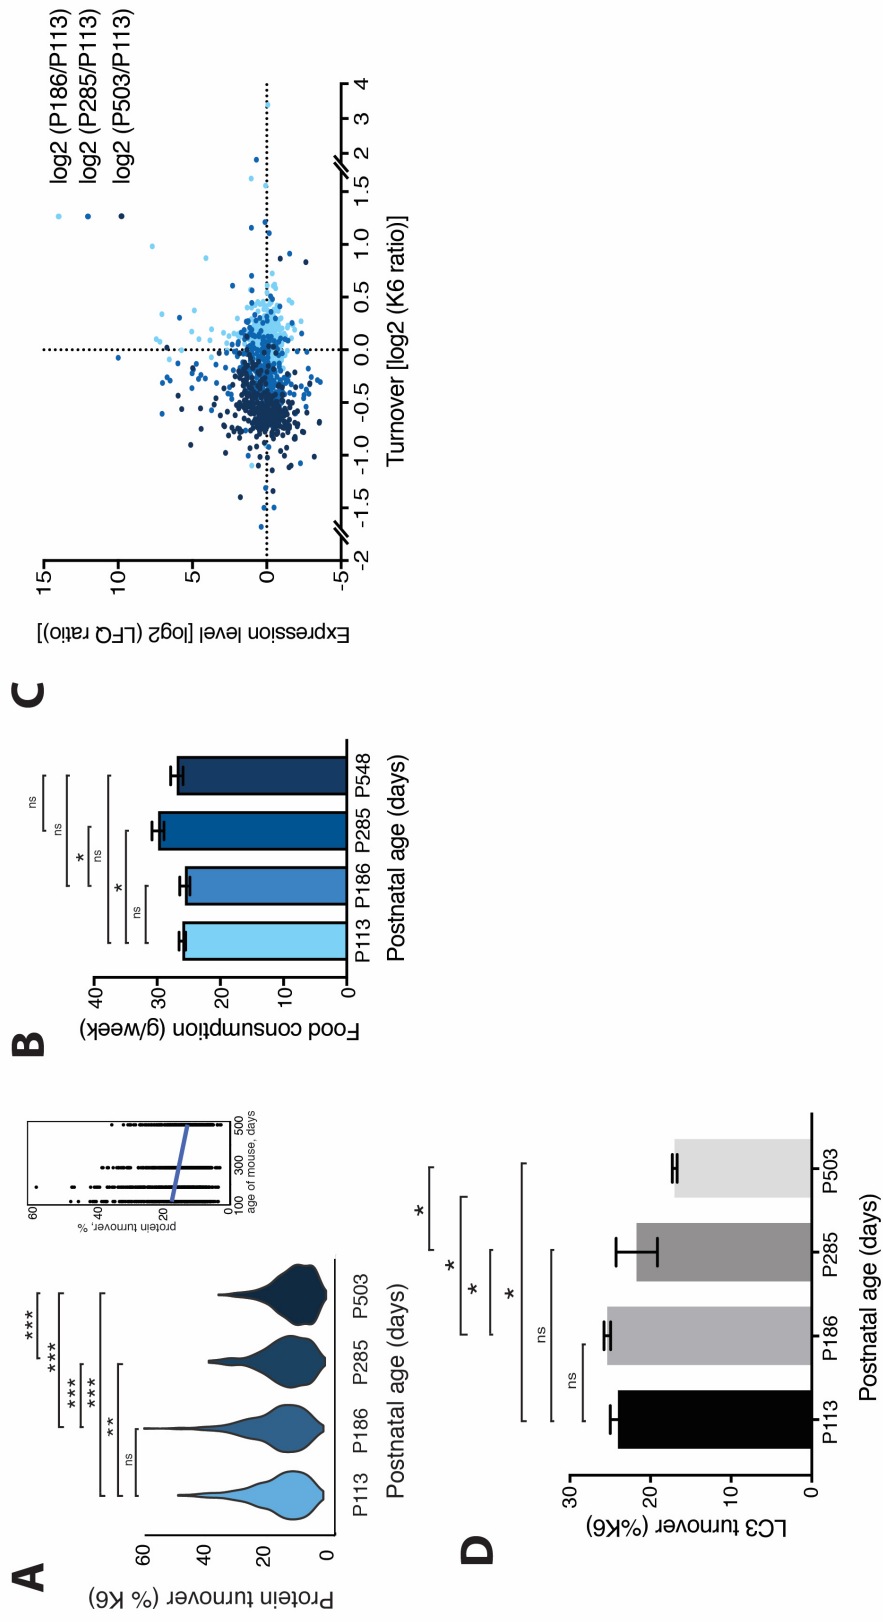 A
Protein turnover (% K6)
60
40
20
0
ns
**
***
***
***
***
P113
P186
P285
P503
Postnatal age (days)
protein turnover, %
60
40
20
0
100
300
500
age of mouse, days
B
Food consumption (g/week)
40
30
20
10
0
ns
*
ns
*
ns
ns
P113
P186
P285
P548
Postnatal age (days)
C
Expression level [log2 (LFQ ratio)]
15
10
5
0
-5
-2
-1.5
-1.0
-0.5
0.0
0.5
1.0
1.5
2
3
4
Turnover [log2 (K6 ratio)]
log2 (P186/P113)
log2 (P285/P113)
log2 (P503/P113)
D
LC3 turnover (%K6)
30
20
10
0
ns
ns
*
*
*
*
P113
P186
P285
P503
Postnatal age (days)